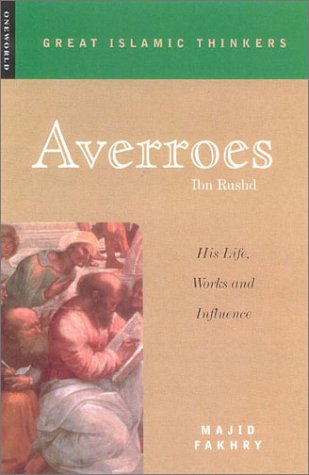 ONEWORLD
GREAT ISLAMIC THINKERS
Averroes
Ibn Rushd
His Life,
Works and
Influence
MAJID
FAKHRY